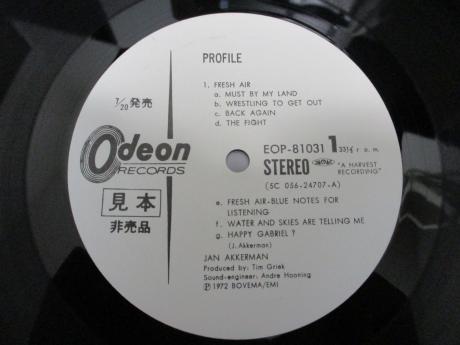 PROFILE
1. FRESH AIR
a. MUST BY MY LAND
b. WRESTLING TO GET OUT
c. BACK AGAIN
d. THE FIGHT
7/20発売
Odeon
RECORDS
見本
非売品
EOP-81031 1 33⅓ r.p.m.
STEREO "A HARVEST
RECORDING"
(5C 056-24707-A)
e. FRESH AIR-BLUE NOTES FOR
LISTENING
f. WATER AND SKIES ARE TELLING ME
g. HAPPY GABRIEL ?
(J. Akkerman)
JAN AKKERMAN
Produced by: Tim Griek
Sound-engineer: Andre Hooning
Ⓟ 1972 BOVEMA/EMI